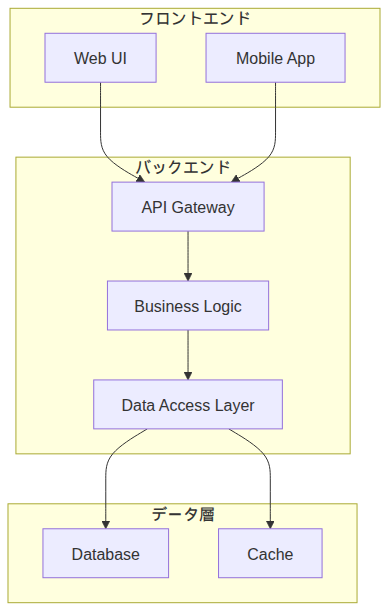 フロントエンド
Web UI
Mobile App
バックエンド
API Gateway
Business Logic
Data Access Layer
データ層
Database
Cache